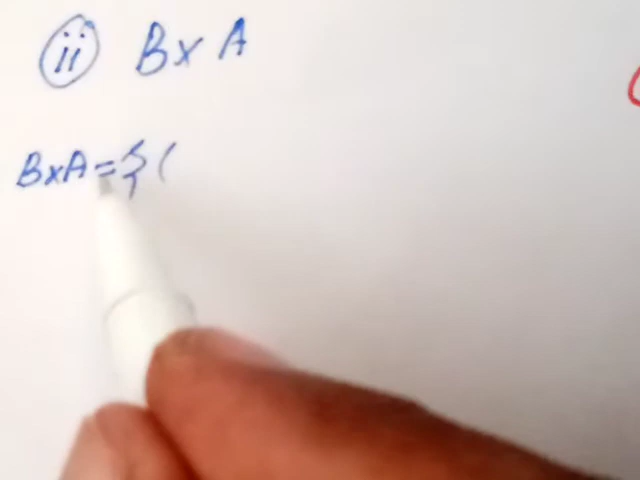 (ii) B x A
B x A = { (